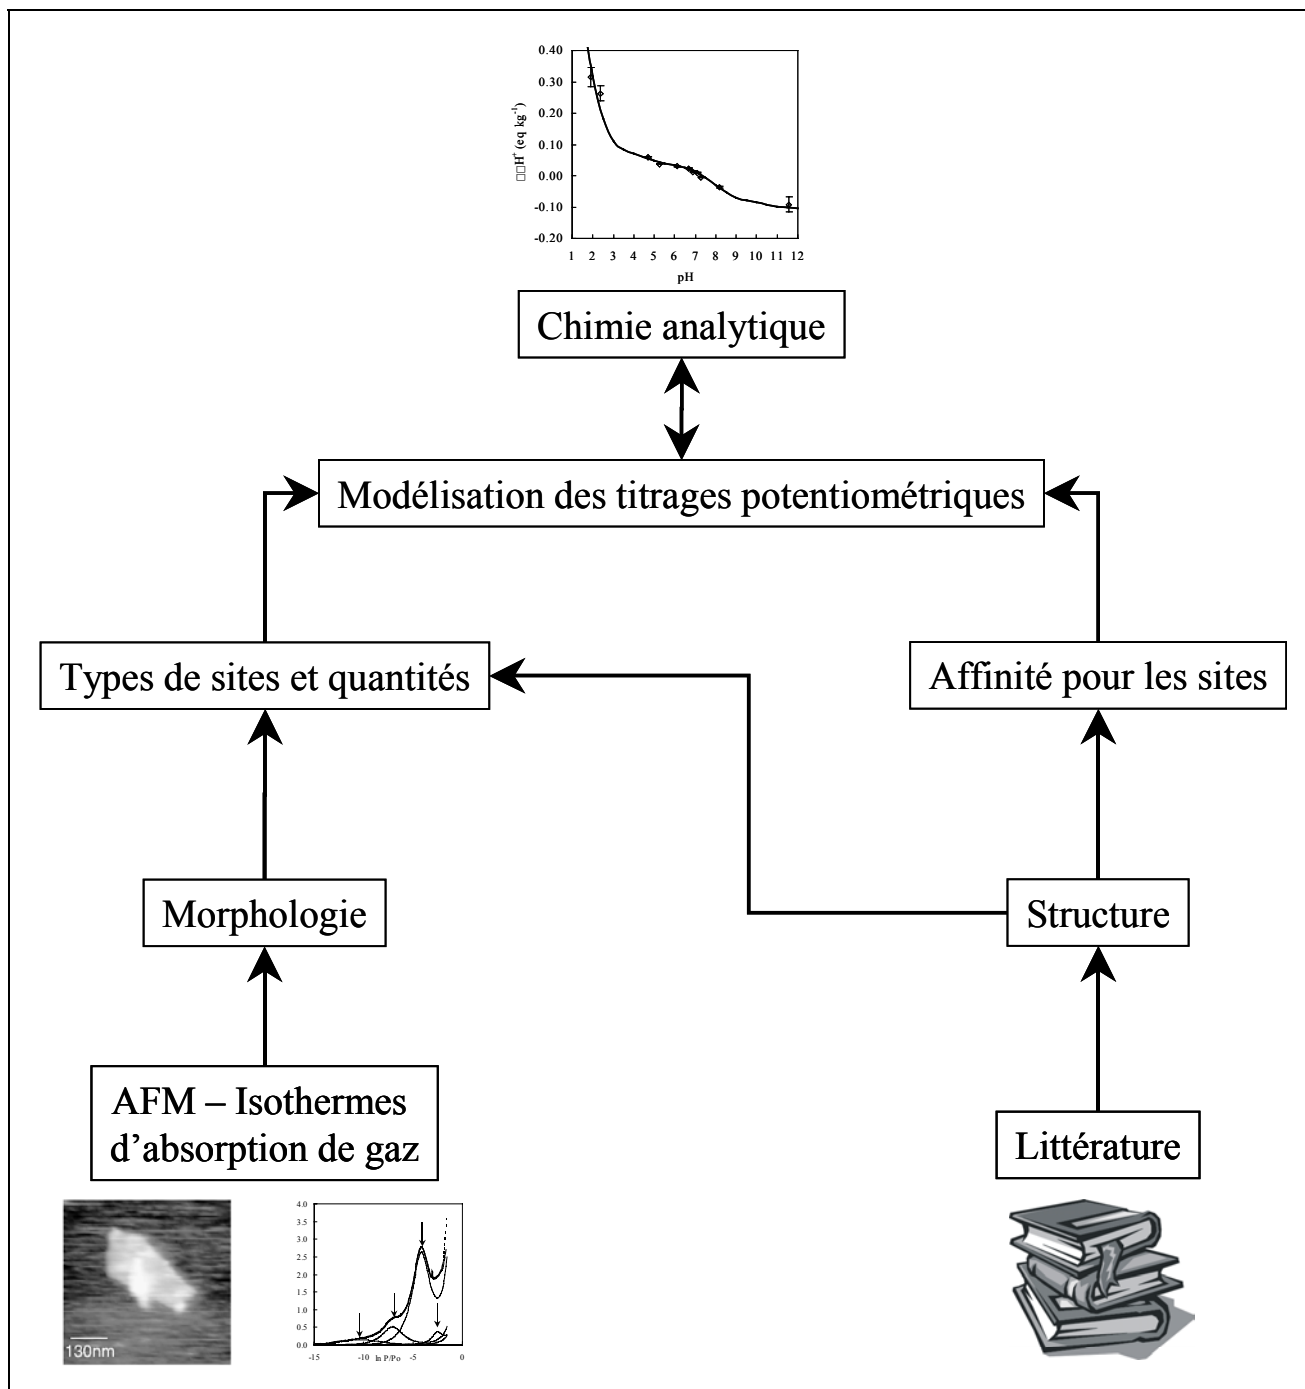 0.40
0.30
0.20
0.10
0.00
-0.10
-0.20
□□H⁺ (eq kg⁻¹)
1 2 3 4 5 6 7 8 9 10 11 12
pH
Chimie analytique
Modélisation des titrages potentiométriques
Types de sites et quantités
Affinité pour les sites
Morphologie
Structure
AFM – Isothermes
d’absorption de gaz
Littérature
130nm
4.0
3.5
3.0
2.5
2.0
1.5
1.0
0.5
0.0
-15 -10 -5 0
ln P/Po